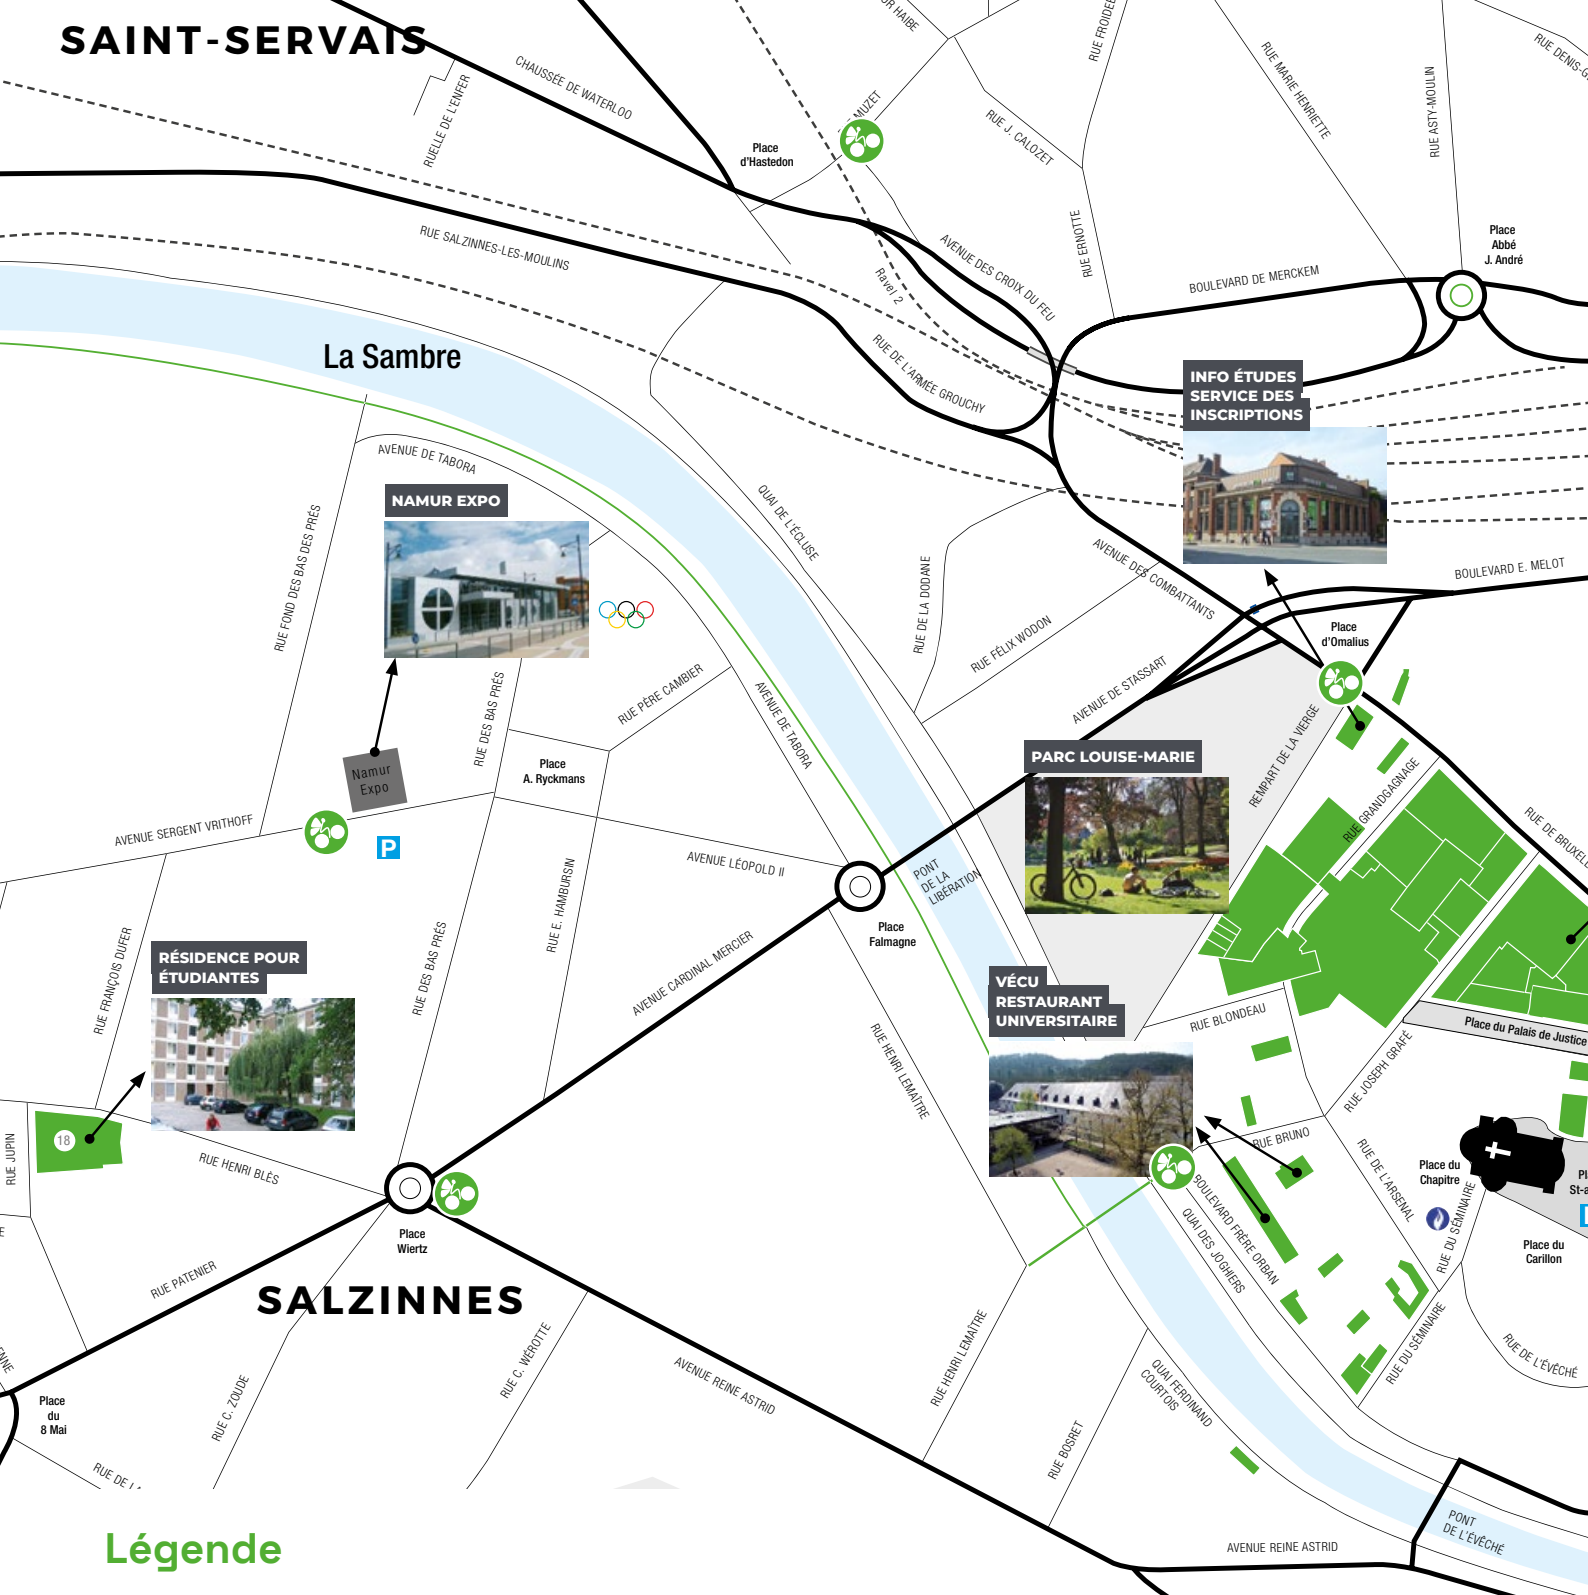 SAINT-SERVAIS
CHAUSSÉE DE WATERLOO
RUELLE DE L'ENFER
RUE SALZINNES-LES-MOULINS
Place
d'Hastedon
MUZET
HAIBE
RUE J. CALOZET
RUE MARIE HENRIETTE
RUE ASTY-MOULIN
RUE ERNOTTE
AVENUE DES CROIX DU FEU
Ravel 2
BOULEVARD DE MERCKEM
Place
Abbé
J. André
RUE DE L'ARMÉE GROUCHY
La Sambre
INFO ÉTUDES
SERVICE DES
INSCRIPTIONS
AVENUE DE TABORA
NAMUR EXPO
RUE FOND DES BAS DES PRÉS
QUAI DE L'ÉCLUSE
RUE DE LA DODANE
AVENUE DES COMBATTANTS
BOULEVARD E. MELOT
RUE FÉLIX WODON
Place
d'Omalius
AVENUE DE STASSART
RUE PÈRE CAMBIER
RUE DES BAS PRÉS
AVENUE DE TABORA
REMPART DE LA VIERGE
PARC LOUISE-MARIE
Place
A. Ryckmans
Namur
Expo
RUE GRANDGAGNAGE
AVENUE SERGENT VRITHOFF
P
AVENUE LÉOPOLD II
PONT
DE LA
LIBÉRATION
RUE E. HAMBURSIN
Place
Falmagne
RUE FRANÇOIS DUFER
RUE DES BAS PRÉS
AVENUE CARDINAL MERCIER
RÉSIDENCE POUR
ÉTUDIANTES
VÉCU
RESTAURANT
UNIVERSITAIRE
RUE BLONDEAU
Place du Palais de Justice
RUE HENRI LEMAÎTRE
RUE JOSEPH GRAFÉ
18
RUE JUPIN
RUE HENRI BLÈS
RUE BRUNO
RUE DE L'ARSENAL
Place du
Chapitre
RUE DU SÉMINAIRE
BOULEVARD FRÈRE ORBAN
QUAI DES JOGHIERS
Place
Wiertz
Place du
Carillon
RUE PATENIER
SALZINNES
RUE DU SÉMINAIRE
RUE DE L'ÉVÊCHÉ
RUE HENRI LEMAÎTRE
RUE C. WÉROTTE
AVENUE REINE ASTRID
QUAI FERDINAND
COURTOIS
Place
du
8 Mai
RUE C. ZOUDE
RUE BOSRET
PONT
DE L'ÉVÊCHÉ
AVENUE REINE ASTRID
Légende